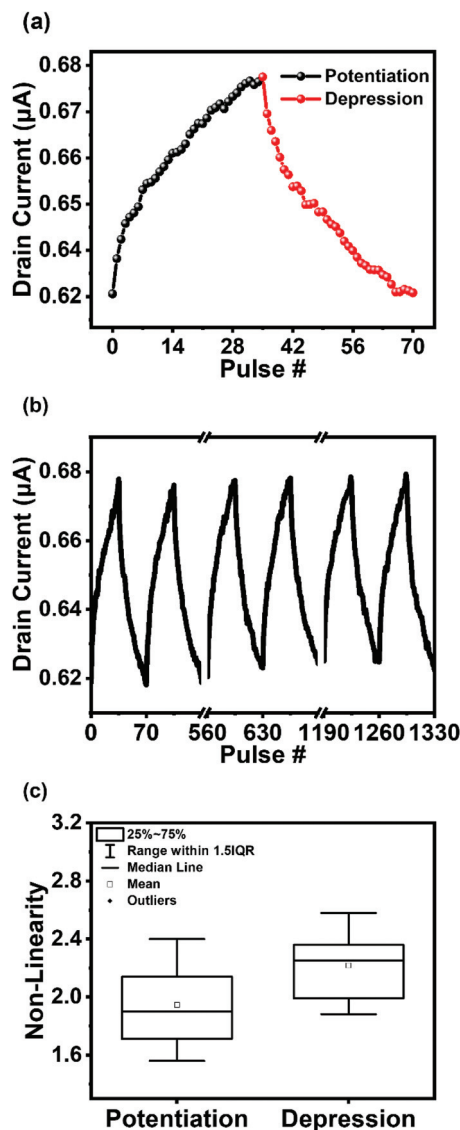 (a)
0.68
0.67
0.66
0.65
0.64
0.62
Drain Current (μA)
Potentiation
Depression
0 14 28 42 56 70
Pulse #
(b)
0.68
0.66
0.64
0.62
Drain Current (μA)
0 70 560 630 1190 1260 1330
Pulse #
(c)
3.2
2.8
2.4
2.0
1.6
Non-Linearity
25%~75%
Range within 1.5IQR
Median Line
Mean
Outliers
Potentiation Depression